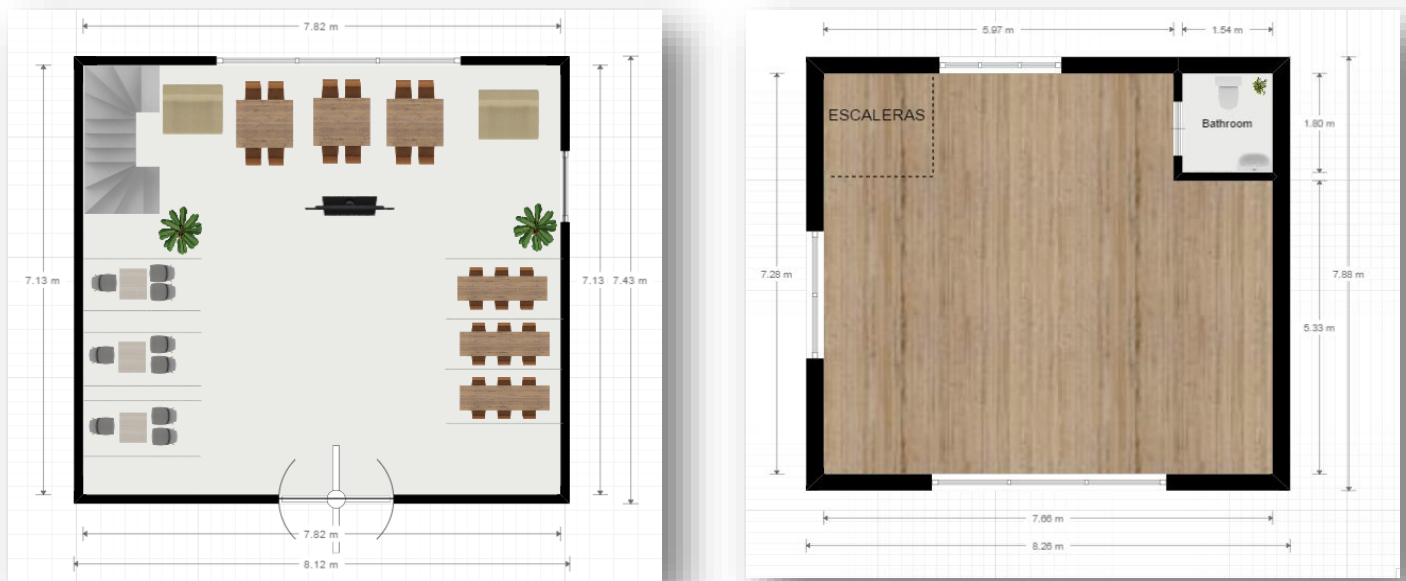 7.82 m
7.13 m
7.13
7.43 m
7.82 m
8.12 m
5.97 m
1.54 m
ESCALERAS
Bathroom
1.80 m
7.28 m
7.88 m
5.33 m
7.66 m
8.26 m